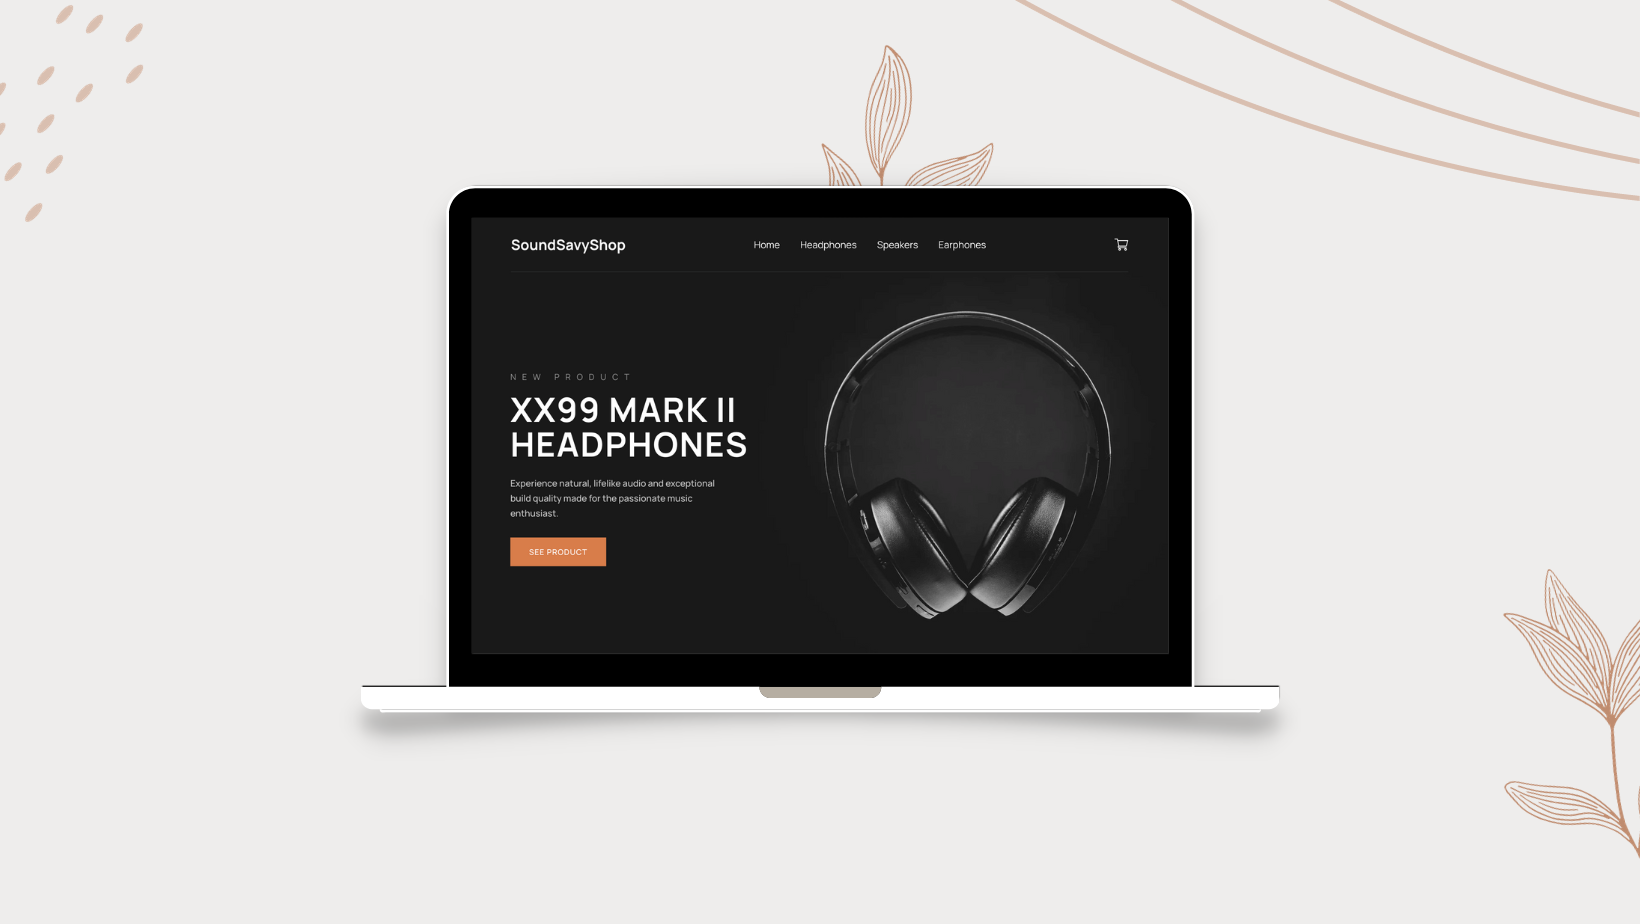 SoundSavyShop
Home Headphones Speakers Earphones
NEW PRODUCT
XX99 MARK II
HEADPHONES
Experience natural, lifelike audio and exceptional
build quality made for the passionate music
enthusiast.
SEE PRODUCT